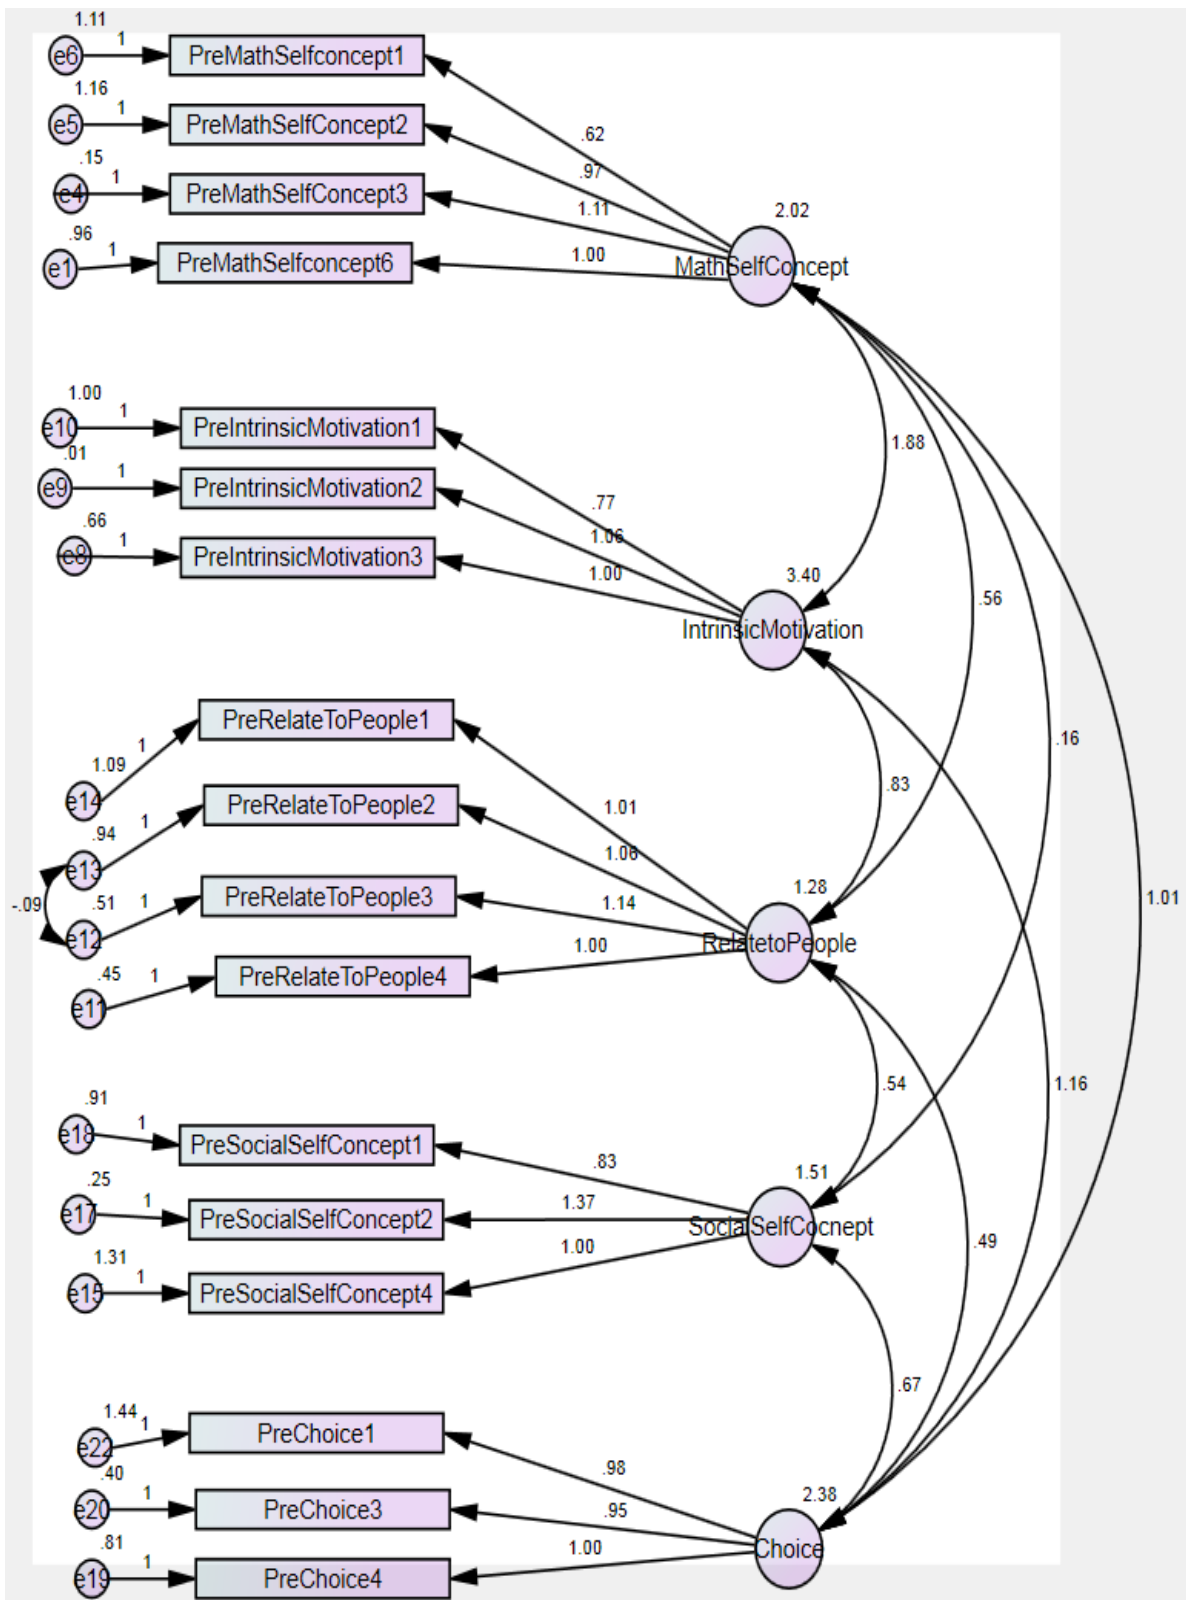 1.11
e6
1
PreMathSelfconcept1
1.16
e5
1
PreMathSelfConcept2
.62
.15
e4
1
PreMathSelfConcept3
.97
1.11
2.02
.96
e1
1
PreMathSelfconcept6
1.00
MathSelfConcept
1.00
e10
1
PreIntrinsicMotivation1
1.88
.01
e9
1
PreIntrinsicMotivation2
.77
.66
e8
1
PreIntrinsicMotivation3
1.06
1.00
3.40
.56
IntrinsicMotivation
PreRelateToPeople1
1
.16
1.09
e14
.83
PreRelateToPeople2
1
1.01
.94
e13
1.06
-.09
.51
1
PreRelateToPeople3
1.14
1.28
1.01
e12
1.00
RelatetoPeople
.45
1
PreRelateToPeople4
e11
.54
1.16
.91
e18
1
PreSocialSelfConcept1
.83
1.51
.25
e17
1
PreSocialSelfConcept2
1.37
SocialSelfCocnept
1.00
.49
1.31
e15
1
PreSocialSelfConcept4
.67
1.44
e22
1
PreChoice1
.98
.40
e20
1
PreChoice3
.95
2.38
.81
e19
1
PreChoice4
1.00
Choice